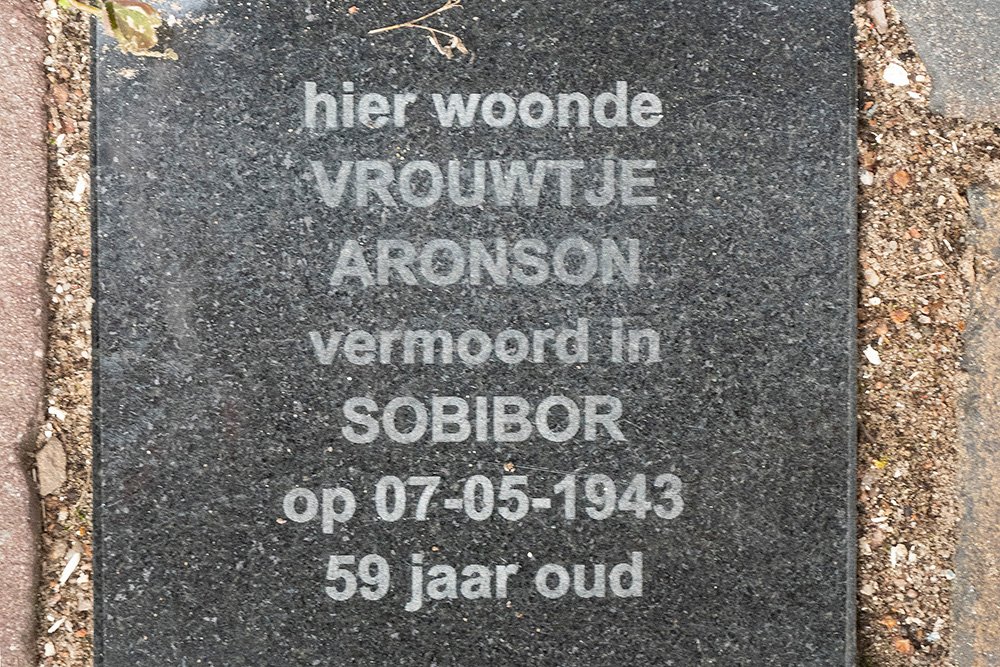 hier woonde
VROUWTJE
ARONSON
vermoord in
SOBIBOR
op 07-05-1943
59 jaar oud